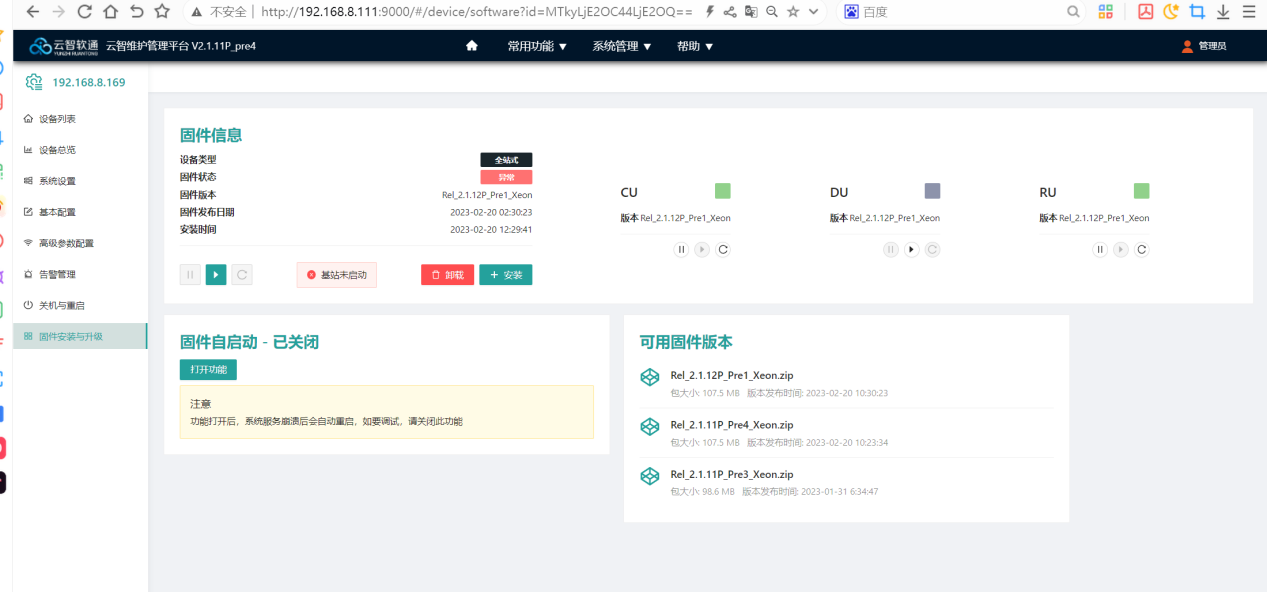 不安全 http://192.168.8.111:9000/#/device/software?id=MTkyLjE2OC44LjE2OQ== 百度
云智软通 YUNZHI RUANTONG 云智维护管理平台 V2.1.11P_pre4 常用功能 ▼ 系统管理 ▼ 帮助 ▼ 管理员
192.168.8.169
设备列表
设备总览
系统设置
基本配置
高级参数配置
告警管理
关机与重启
固件安装与升级
固件信息
设备类型 全站式
固件状态 异常
固件版本 Rel_2.1.12P_Pre1_Xeon
固件发布日期 2023-02-20 02:30:23
安装时间 2023-02-20 12:29:41
基站未启动 卸载 + 安装
CU
版本 Rel_2.1.12P_Pre1_Xeon
DU
版本 Rel_2.1.12P_Pre1_Xeon
RU
版本 Rel_2.1.12P_Pre1_Xeon
固件自启动 - 已关闭
打开功能
注意
功能打开后，系统服务崩溃后会自动重启，如要调试，请关闭此功能
可用固件版本
Rel_2.1.12P_Pre1_Xeon.zip
包大小: 107.5 MB 版本发布时间: 2023-02-20 10:30:23
Rel_2.1.11P_Pre4_Xeon.zip
包大小: 107.5 MB 版本发布时间: 2023-02-20 10:23:34
Rel_2.1.11P_Pre3_Xeon.zip
包大小: 98.6 MB 版本发布时间: 2023-01-31 6:34:47